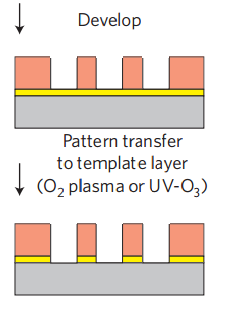 Develop
Pattern transfer
to template layer
(O₂ plasma or UV-O₃)